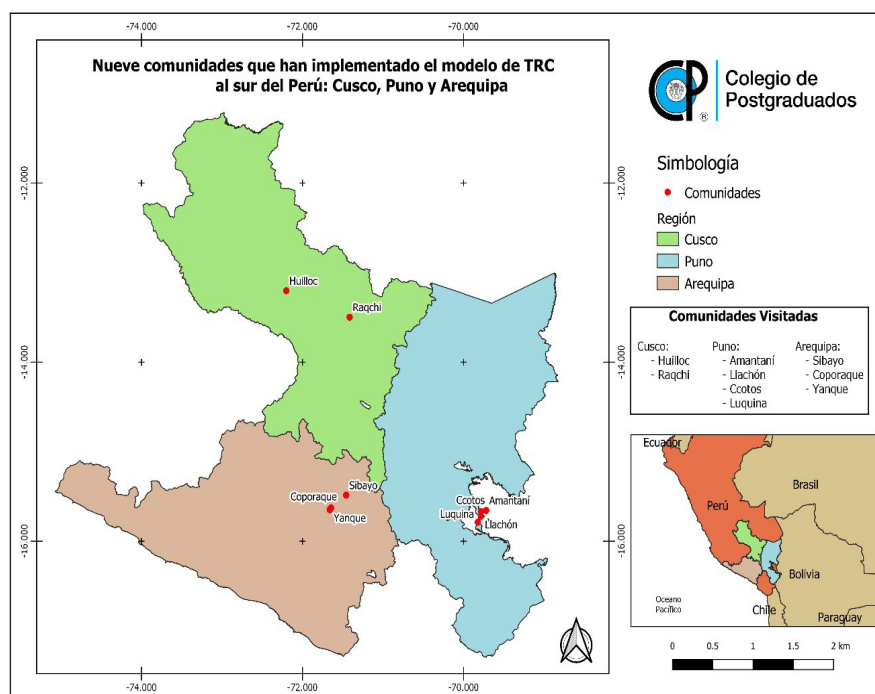 -74.000 -72.000 -70.000
Nueve comunidades que han implementado el modelo de TRC
al sur del Perú: Cusco, Puno y Arequipa
CP
®
Colegio de
Postgraduados
-12.000
-14.000
-16.000
-12.000
-14.000
-16.000
Huilloc
Raqchi
Sibayo
Coporaque
Yanque
Ccotos
Amantaní
Luquina
Llachón
Simbología
Comunidades
Región
Cusco
Puno
Arequipa
Comunidades Visitadas
Cusco:
- Huilloc
- Raqchi
Puno:
- Amantaní
- Llachón
- Ccotos
- Luquina
Arequipa:
- Sibayo
- Coporaque
- Yanque
Ecuador
Brasil
Perú
Bolivia
Oceano
Pacífico
Chile
Paraguay
0 0.5 1 1.5 2 km
-74.000 -72.000 -70.000